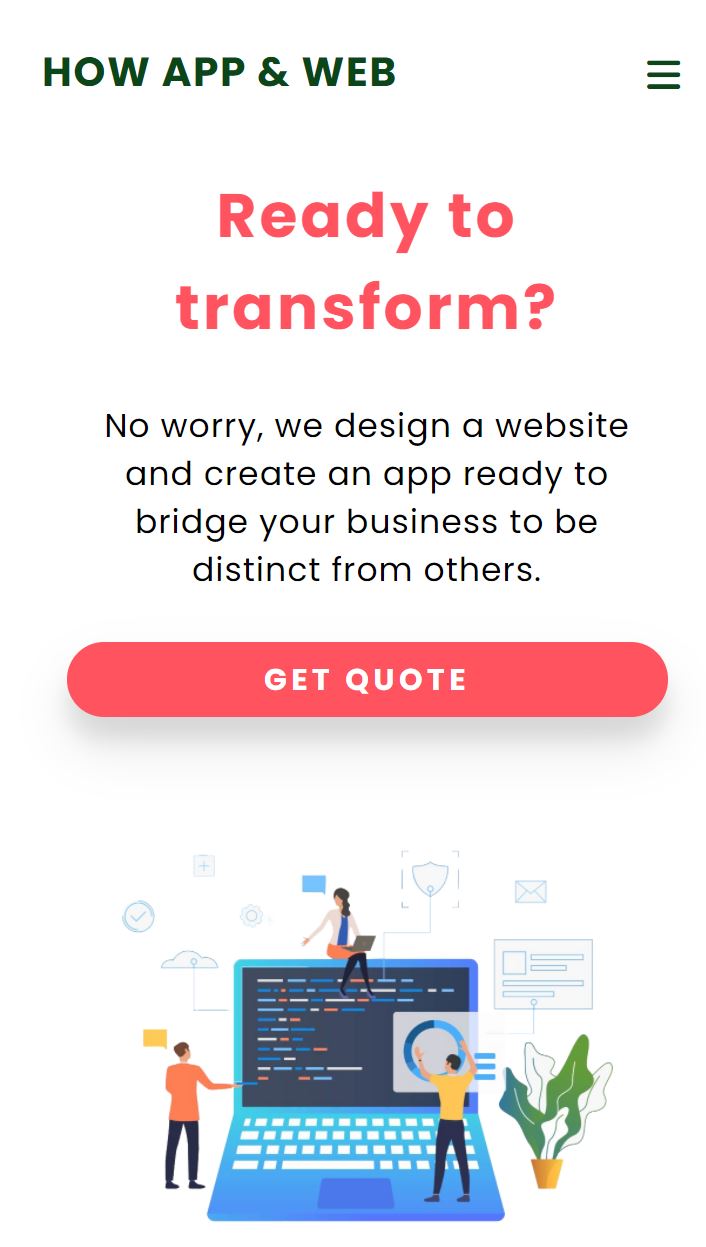 HOW APP & WEB
Ready to
transform?
No worry, we design a website
and create an app ready to
bridge your business to be
distinct from others.
GET QUOTE